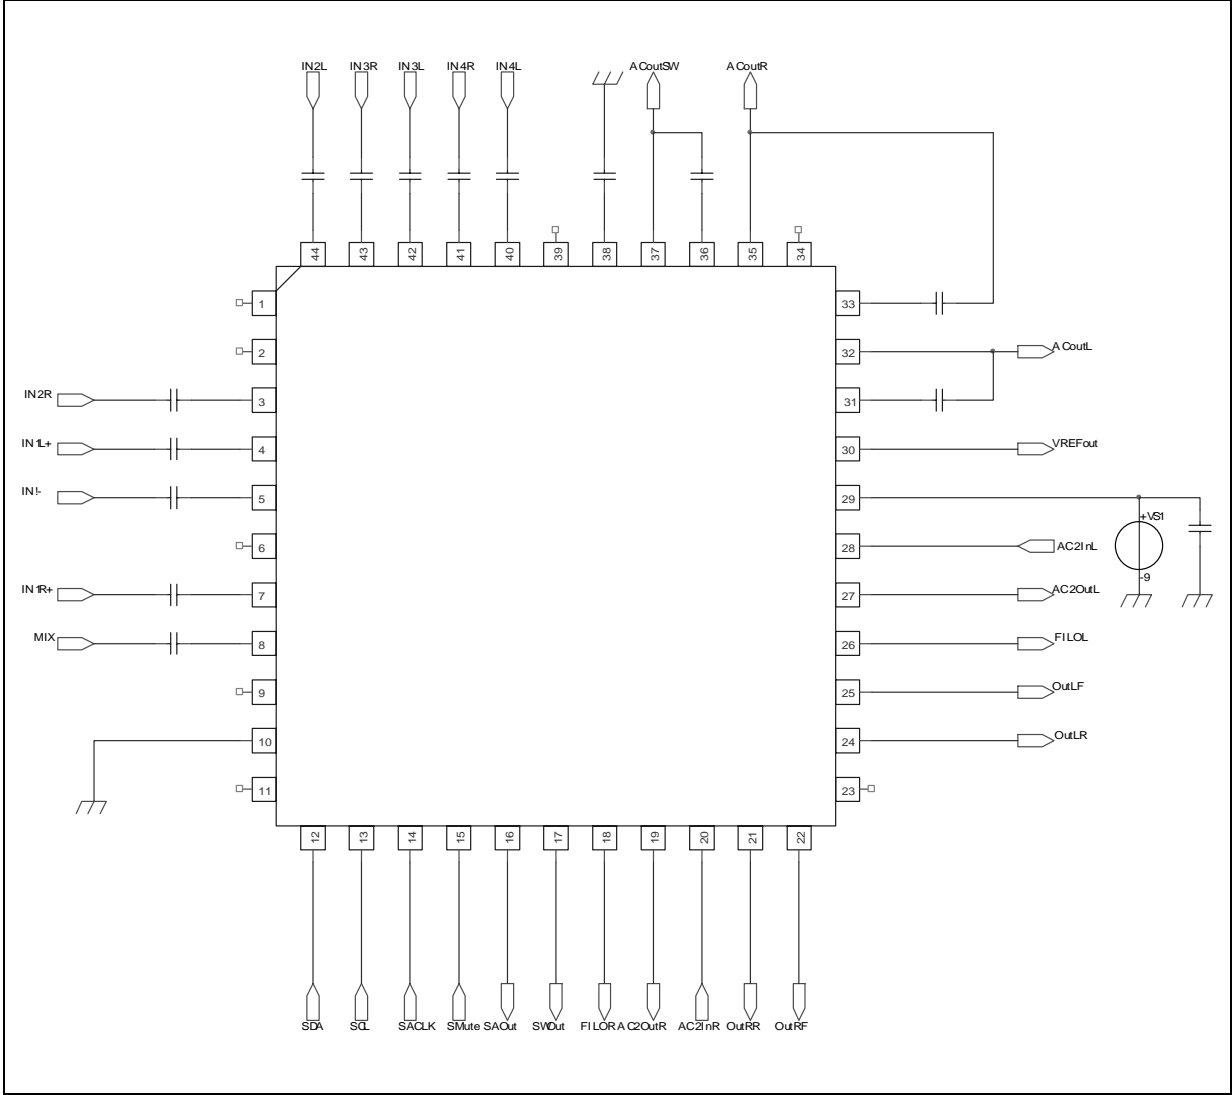 IN2L IN3R IN3L IN4R IN4L ACoutSW ACoutR
44 43 42 41 40 39 38 37 36 35 34
1 33
2 32 ACoutL
IN2R 3 31
IN1L+ 4 30 VREFout
IN!- 5 29
+VS1
6 28 AC2InL
-9
IN1R+ 7 27 AC2OutL
MIX 8 26 FILOL
9 25 OutLF
10 24 OutLR
11 23
12 13 14 15 16 17 18 19 20 21 22
SDA SCL SACLK SMute SAOut SWOut FILOR AC2OutR AC2InR OutRR OutRF